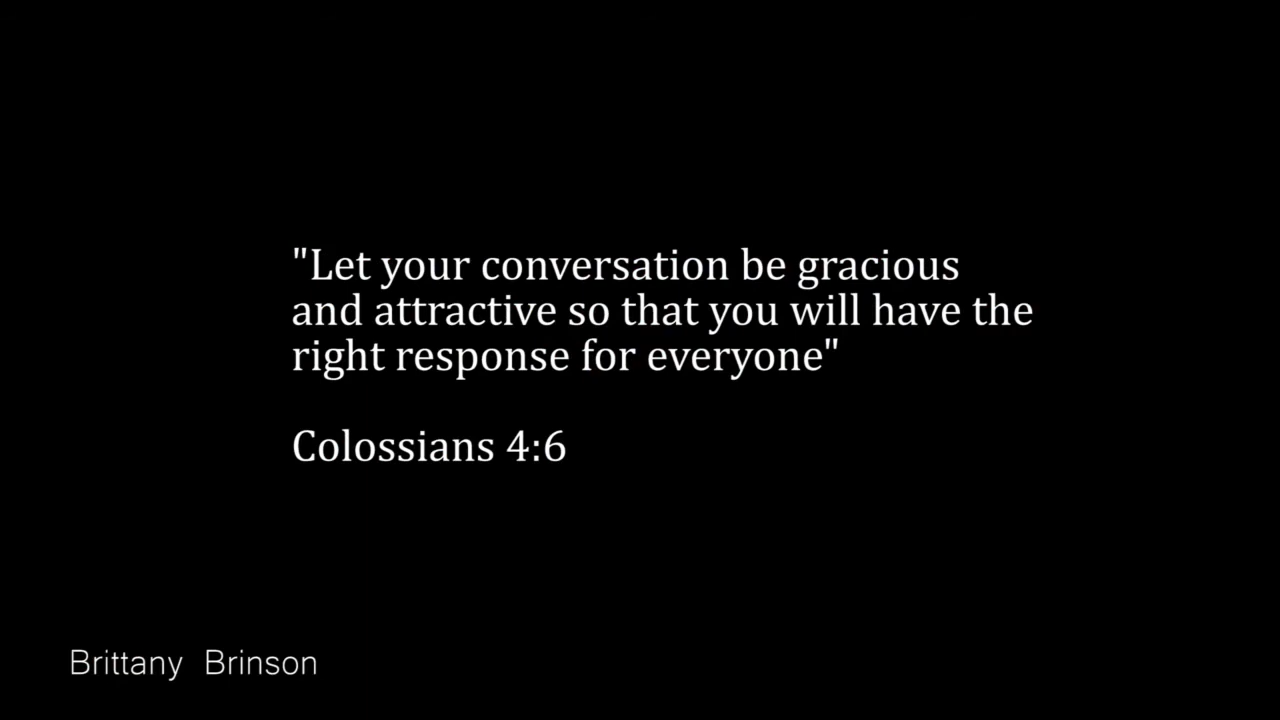 "Let your conversation be gracious
and attractive so that you will have the
right response for everyone"
Colossians 4:6
Brittany Brinson